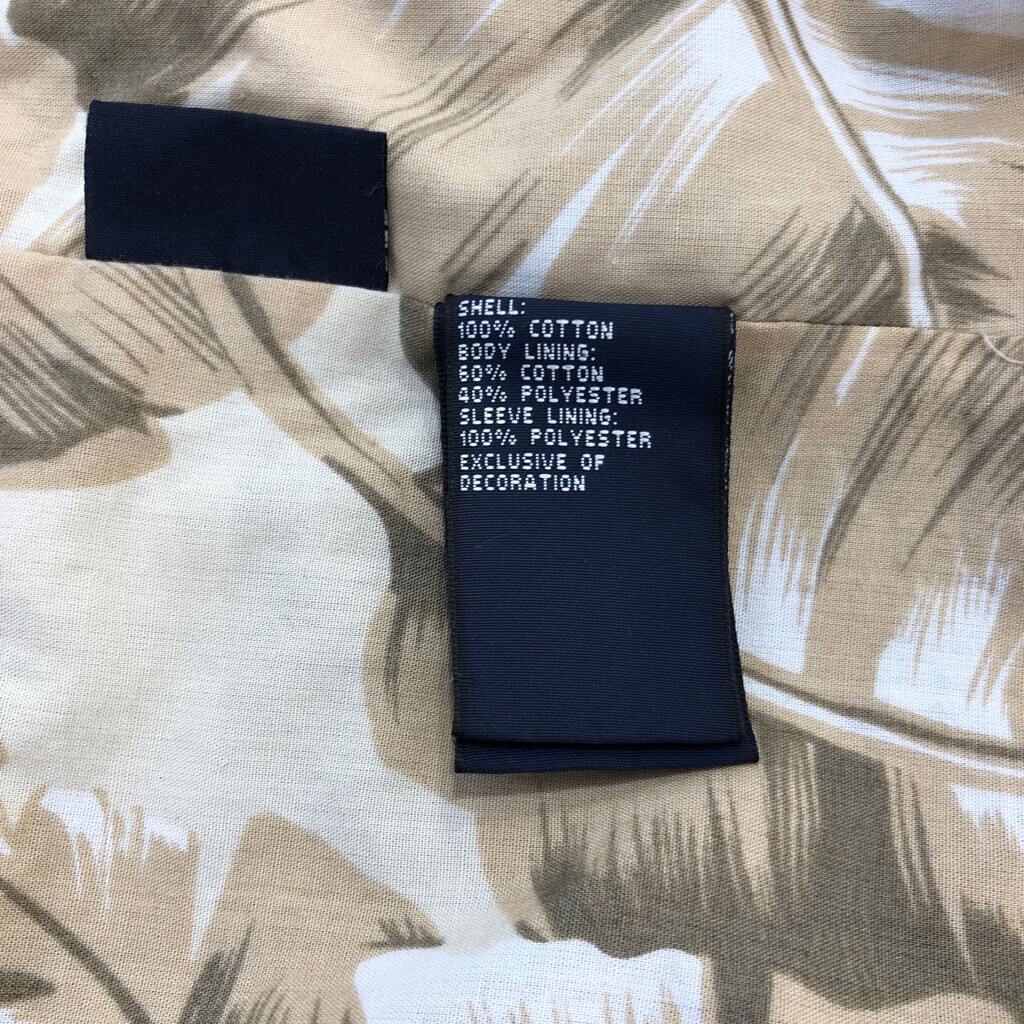 SHELL:
100% COTTON
BODY LINING:
60% COTTON
40% POLYESTER
SLEEVE LINING:
100% POLYESTER
EXCLUSIVE OF
DECORATION